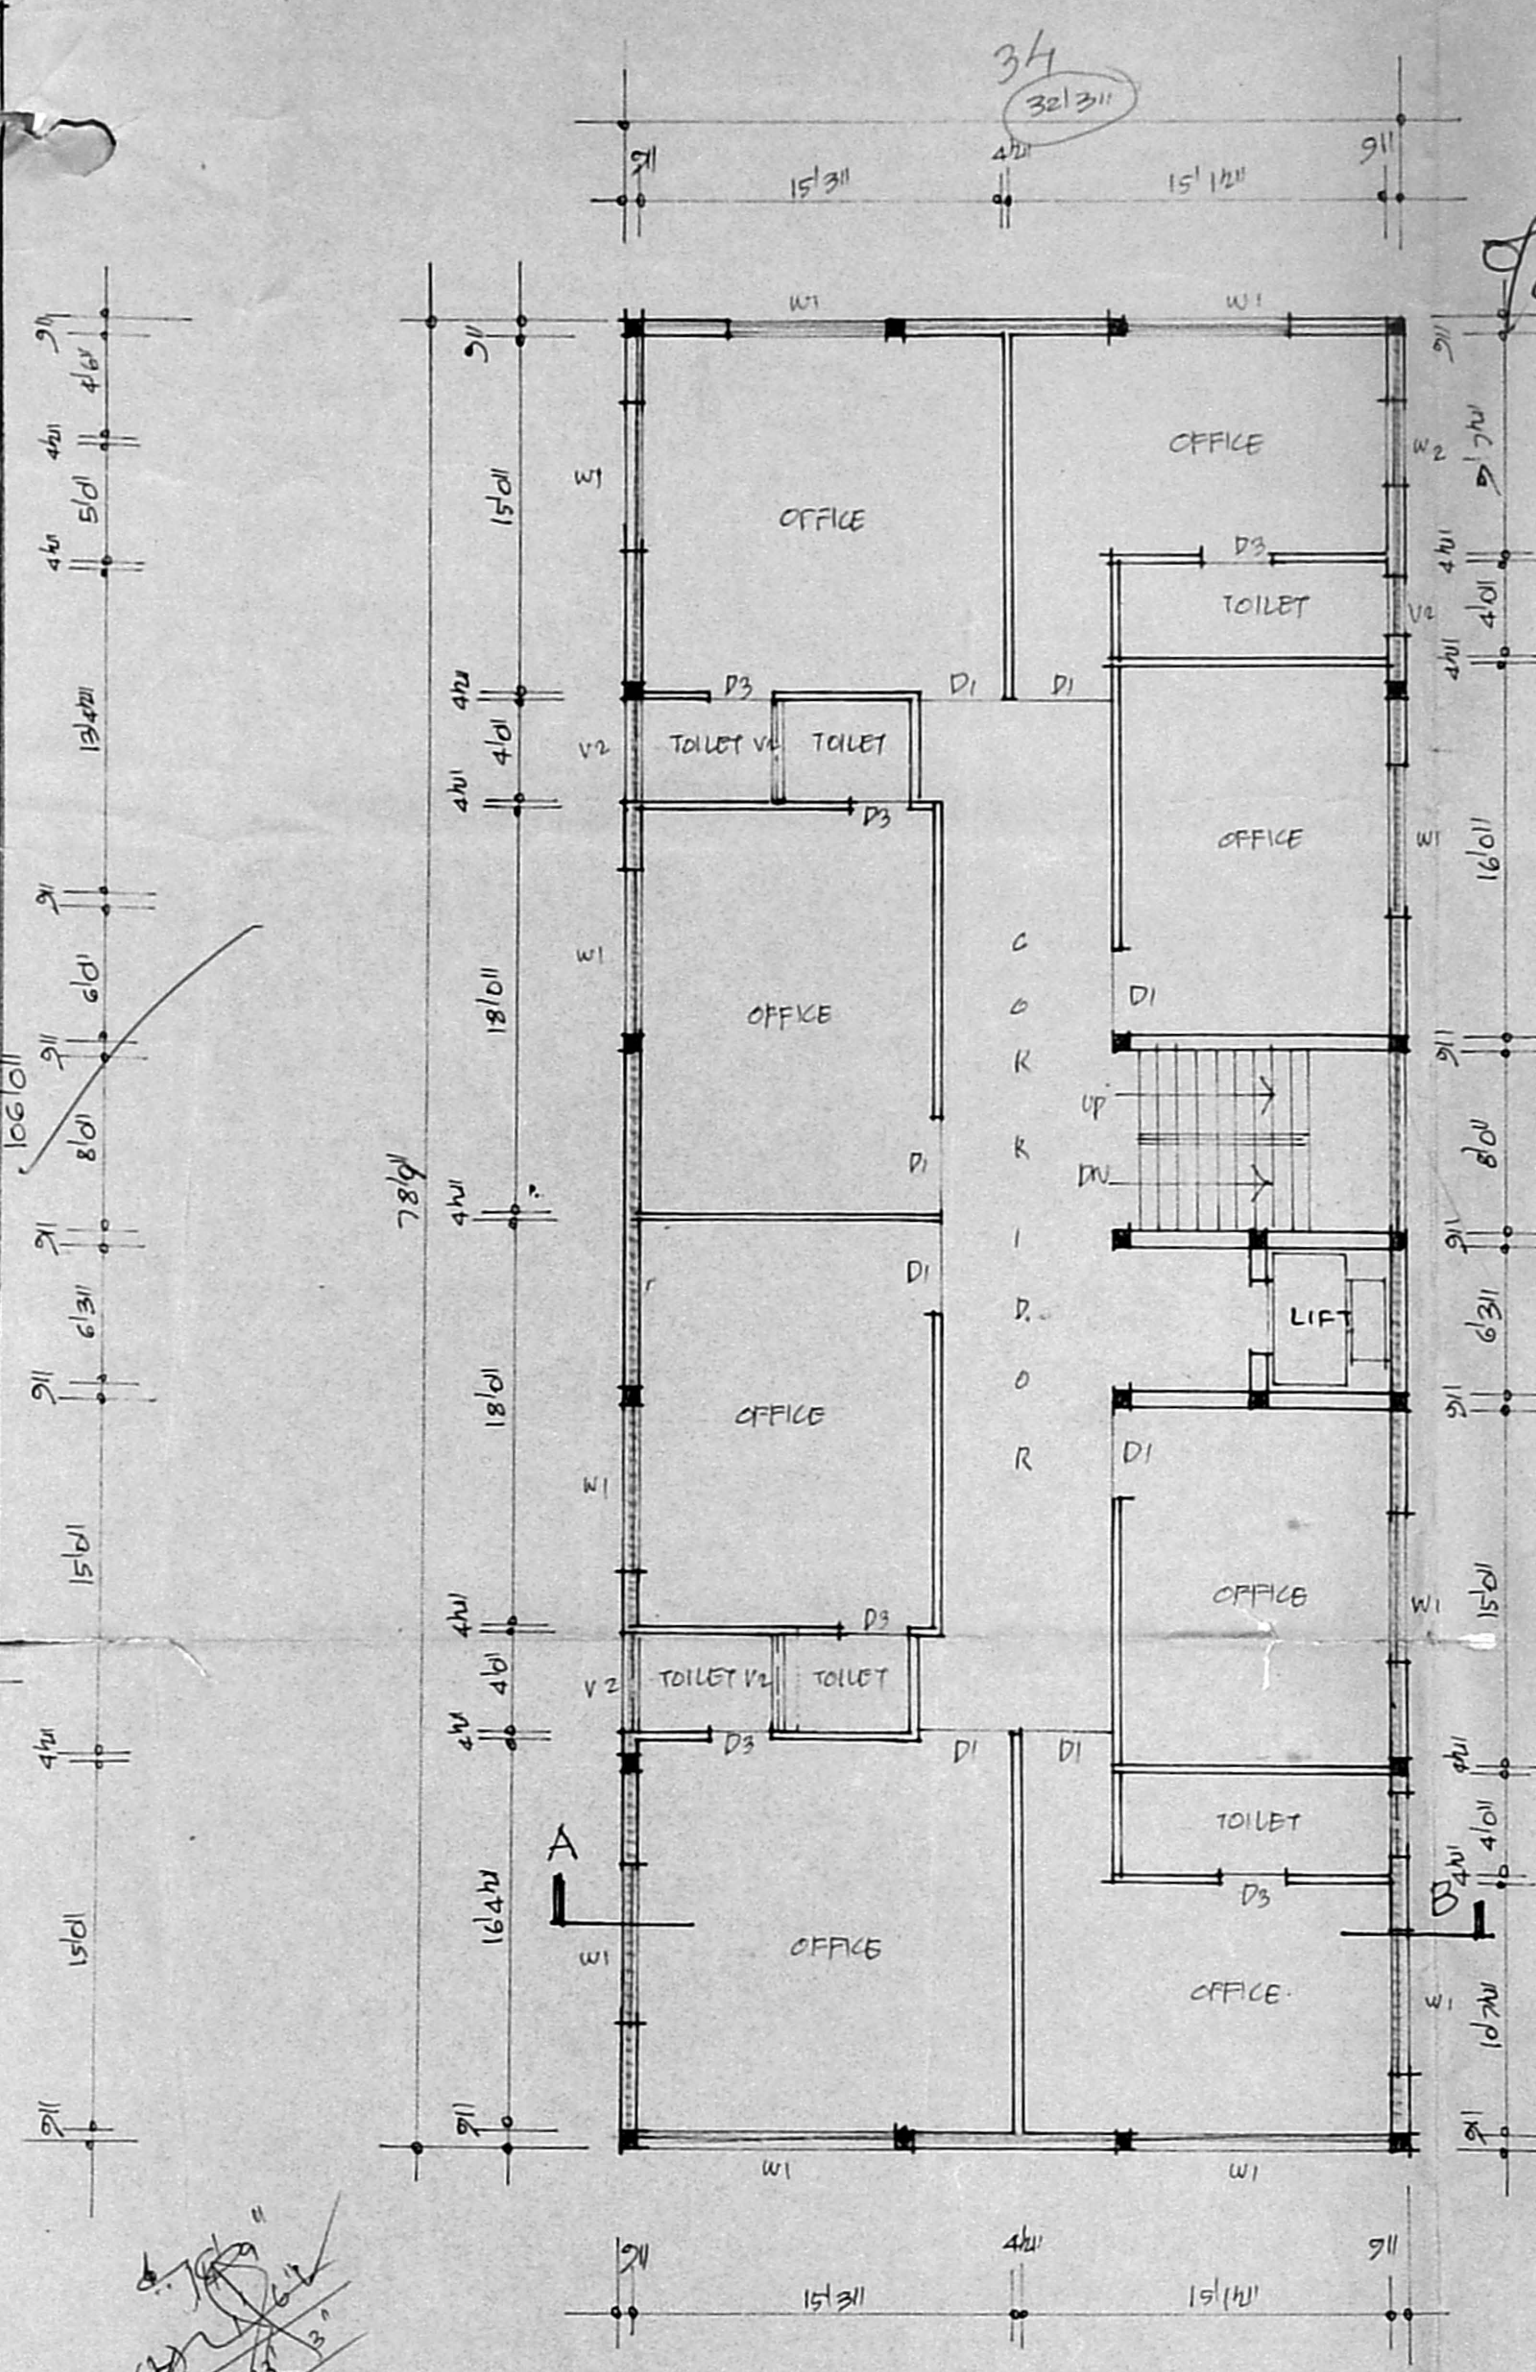 34
32'3"
9"
15'3"
4½"
15'1½"
9"
W1
W1
9"
4'6"
4½"
5'0"
4½"
13'4½"
9"
6'0"
9"
8'0"
9"
6'3"
9"
15'0"
4½"
15'0"
9"
106'0"
78'9"
9"
15'0"
4½"
4'0"
4½"
18'0"
4½"
18'0"
4½"
4'0"
4½"
16'4½"
9"
W1
V2
W1
W1
V2
W1
OFFICE
OFFICE
D3
TOILET
D3
D1
D1
TOILET
TOILET
D3
OFFICE
OFFICE
D1
D1
CORRIDOR
D1
UP
DN
LIFT
D1
OFFICE
OFFICE
D3
TOILET V2
TOILET
D3
D1
D1
TOILET
D3
OFFICE
OFFICE
A
B
W2
V2
W1
W1
W1
9"
4½"
4'0"
4½"
16'0"
9"
8'0"
9"
6'3"
9"
15'0"
4½"
4'0"
4½"
10'7½"
9"
W1
W1
9"
15'3"
4½"
15'1½"
9"